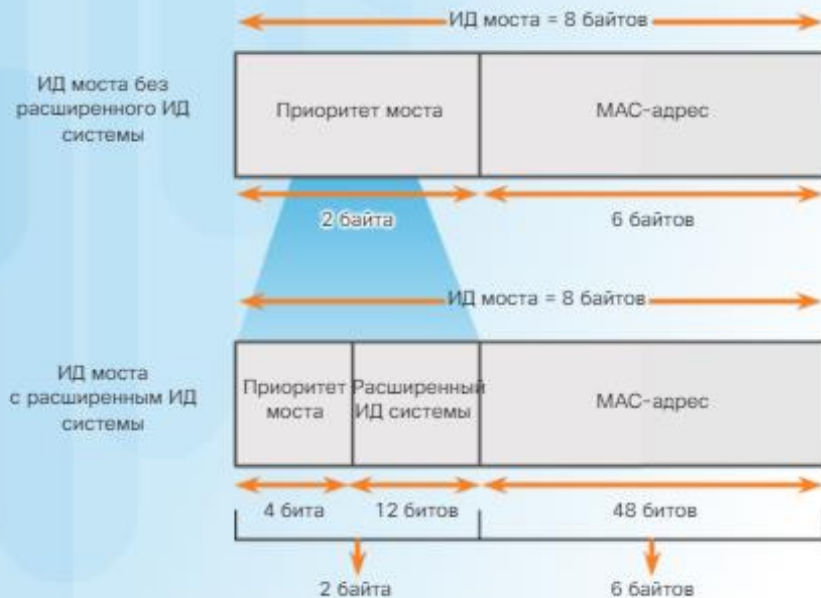 ИД моста = 8 байтов
ИД моста без
расширенного ИД
системы
Приоритет моста
MAC-адрес
2 байта
6 байтов
ИД моста = 8 байтов
ИД моста
с расширенным ИД
системы
Приоритет
моста
Расширенный
ИД системы
MAC-адрес
4 бита
12 битов
48 битов
2 байта
6 байтов